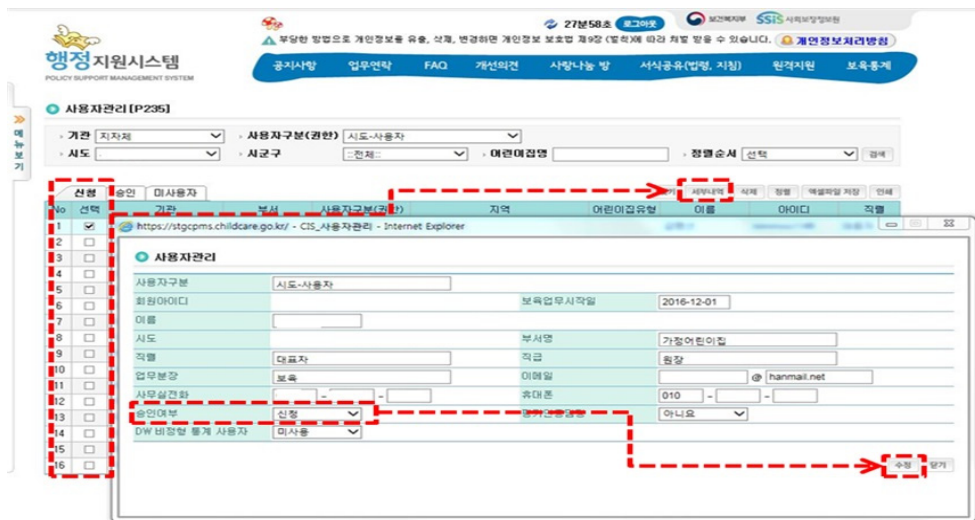 27분58초 로그아웃 보건복지부 SSiS 사회보장정보원
부당한 방법으로 개인정보를 유출, 삭제, 변경하면 개인정보 보호법 제9장 (벌칙)에 따라 처벌 받을 수 있습니다. 개인정보처리방침
행정지원시스템
POLICY SUPPORT MANAGEMENT SYSTEM
공지사항 업무연락 FAQ 개선의견 사랑나눔 방 서식공유(법령, 지침) 원격지원 보육통계
메뉴보기
사용자관리 [P235]
기관 지자체 사용자구분(권한) 시도-사용자
시도 시군구 ::전체:: 어린이집명 정렬순서 선택 검색
신청 승인 미사용자 세부내역 삭제 정렬 엑셀파일 저장 인쇄
No 선택 기관 부서 사용자구분(권한) 지역 어린이집유형 이름 아이디 직렬
1
https://stgcpms.childcare.go.kr/ - CIS_사용자관리 - Internet Explorer
2
3
사용자관리
4
5
사용자구분 시도-사용자
6
회원아이디 보육업무시작일 2016-12-01
7
이름
8
시도 부서명 가정어린이집
9
직렬 대표자 직급 원장
10
업무분장 보육 이메일 @ hanmail.net
11
12
사무실전화 - - 휴대폰 010 - -
13
승인여부 신청 아니요
14
DW 비정형 통계 사용자 미사용
15
16
수정 닫기